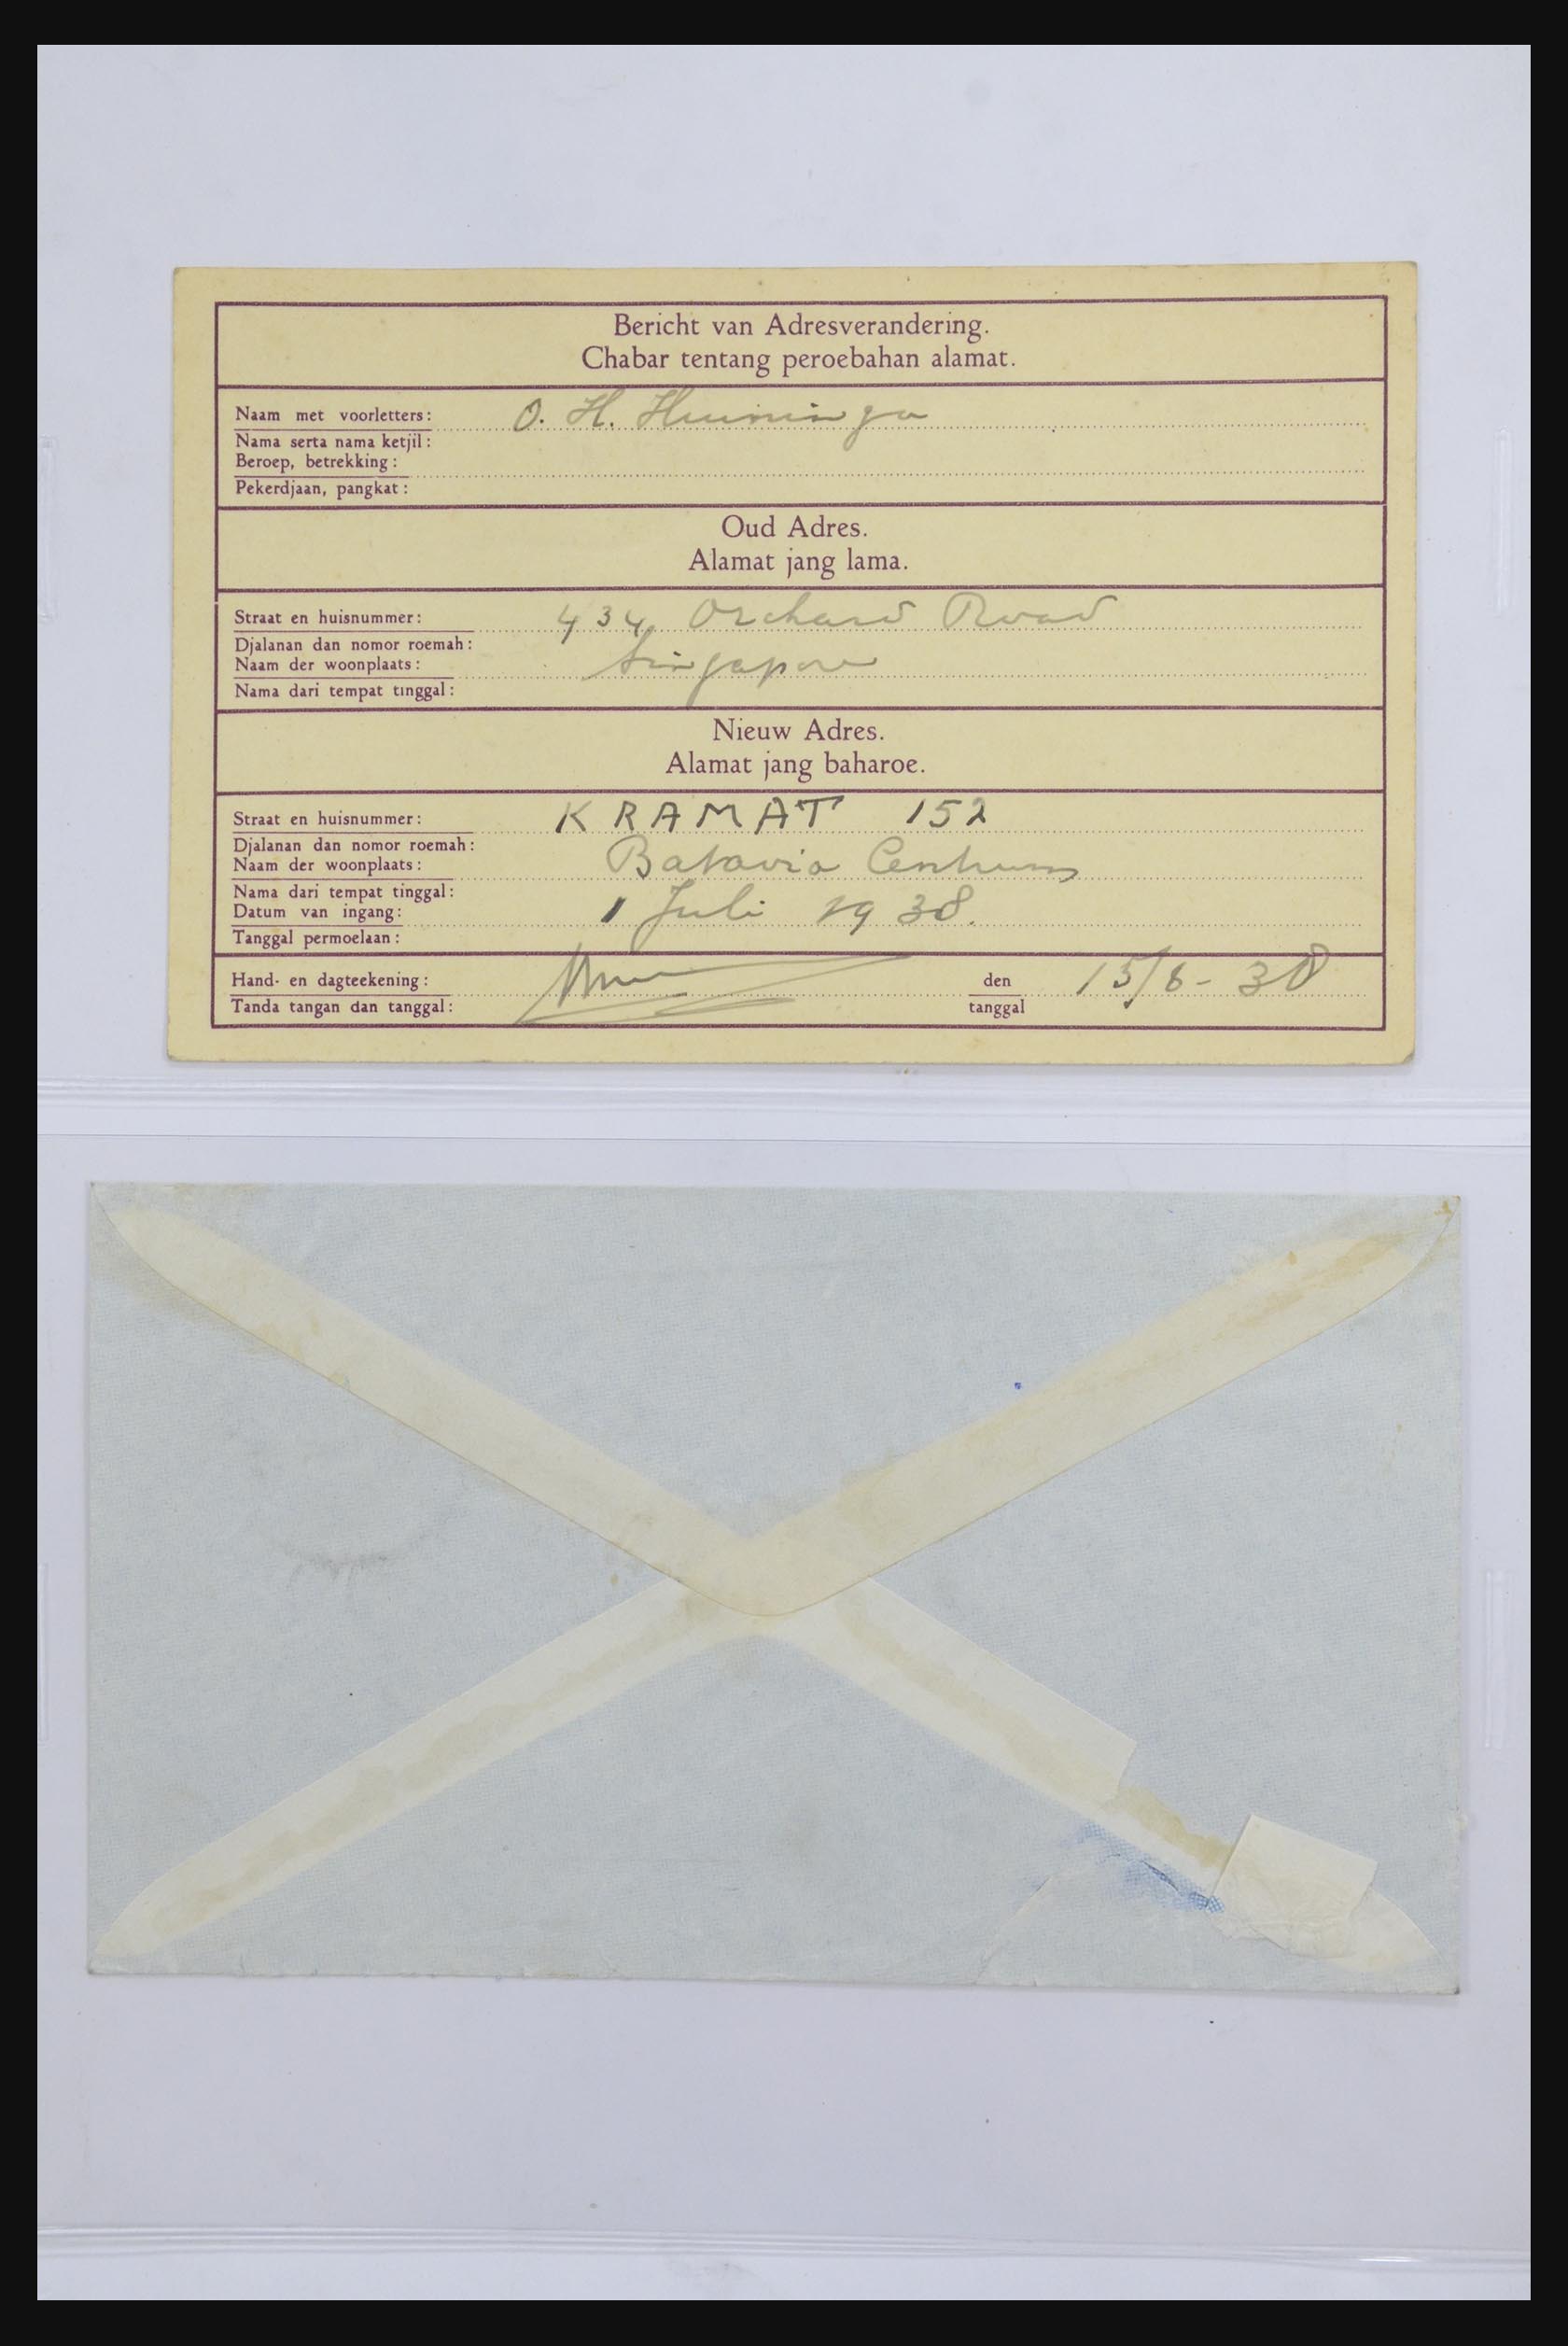 Bericht van Adresverandering.
Chabar tentang peroebahan alamat.
Naam met voorletters: O. H.
Nama serta nama ketjil:
Beroep, betrekking:
Pekerdjaan, pangkat:
Oud Adres.
Alamat jang lama.
Straat en huisnummer: 434, Orchard Road
Djalanan dan nomor roemah:
Naam der woonplaats: Singapore
Nama dari tempat tinggal:
Nieuw Adres.
Alamat jang baharoe.
Straat en huisnummer: KRAMAT 152
Djalanan dan nomor roemah:
Naam der woonplaats: Batavia Centrum
Nama dari tempat tinggal:
Datum van ingang: 1 Juli 1938.
Tanggal permoelaan:
Hand- en dagteekening: den 15/6-38
Tanda tangan dan tanggal: tanggal